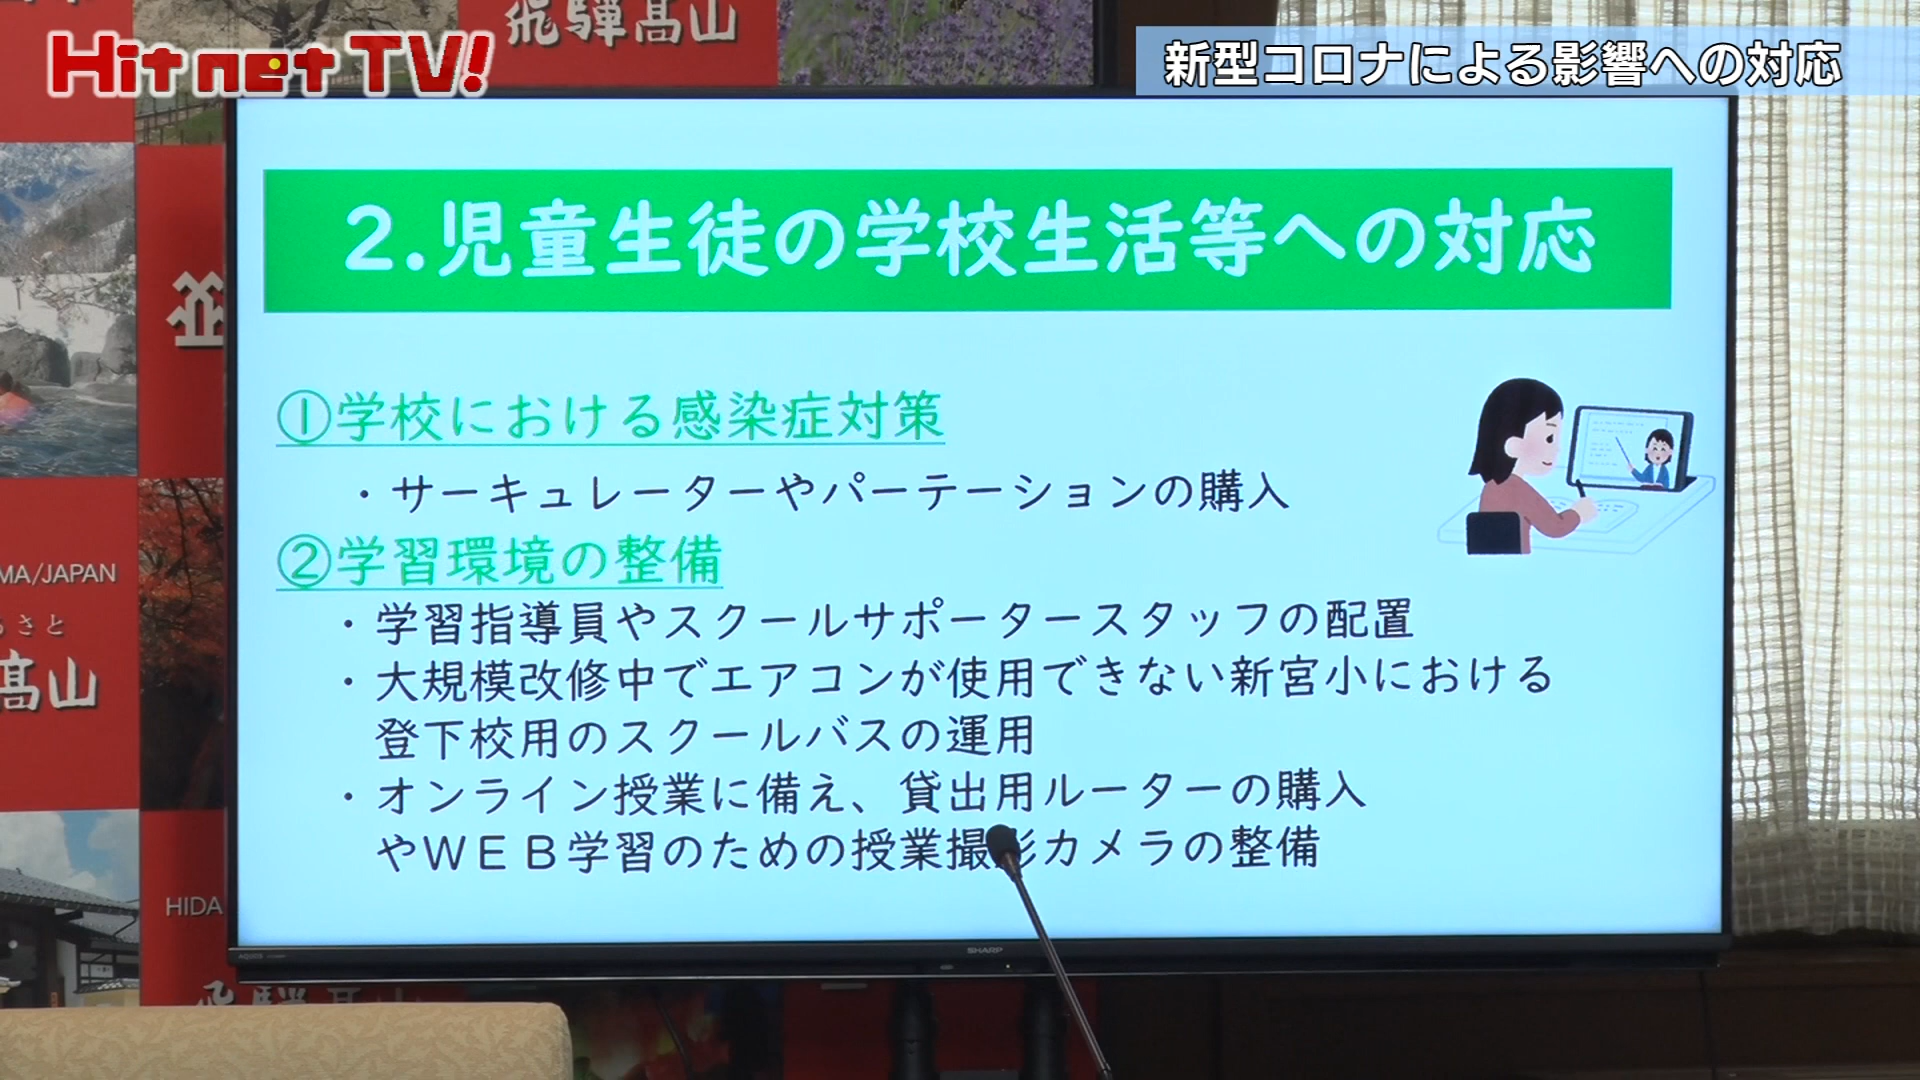 飛騨高山
Hit net TV!
新型コロナによる影響への対応
2.児童生徒の学校生活等への対応
①学校における感染症対策
・サーキュレーターやパーテーションの購入
②学習環境の整備
・学習指導員やスクールサポータースタッフの配置
・大規模改修中でエアコンが使用できない新宮小における
登下校用のスクールバスの運用
・オンライン授業に備え、貸出用ルーターの購入
やWEB学習のための授業撮影カメラの整備
MA/JAPAN
るさと
高山
HIDA
SHARP
AQUOS
飛騨高山